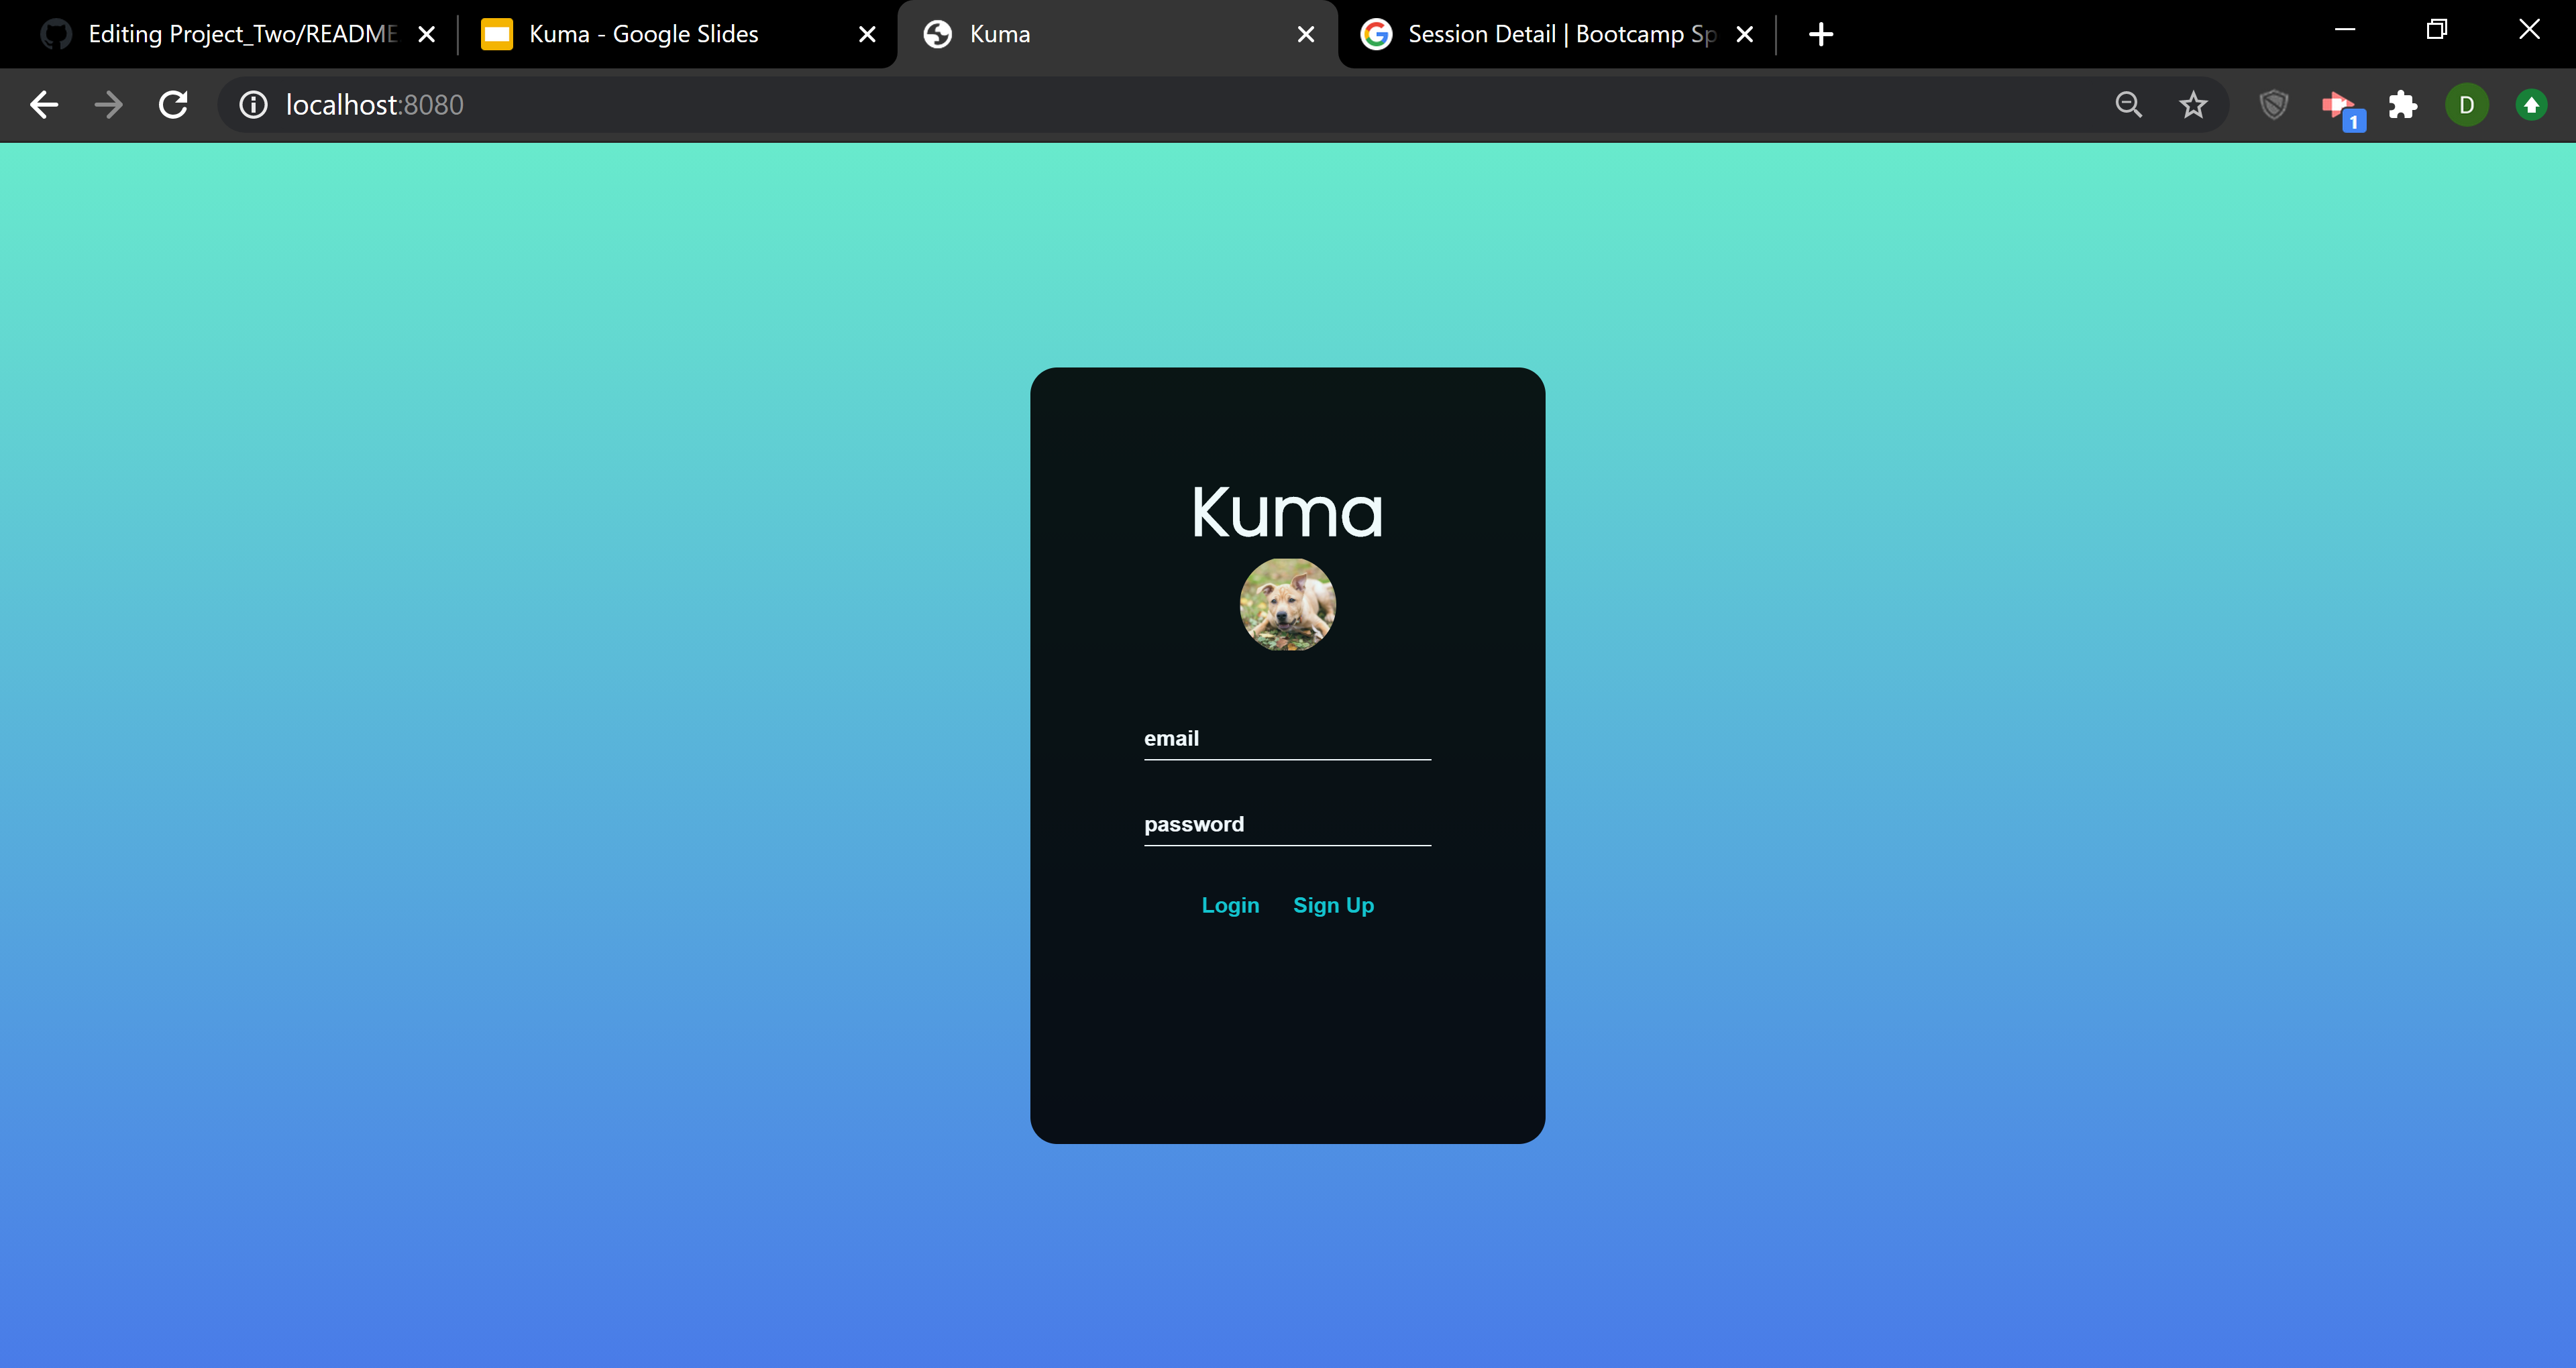 Editing Project_Two/README
Kuma - Google Slides
Kuma
Session Detail | Bootcamp Sp
localhost:8080
1
D
Kuma
email
password
Login Sign Up